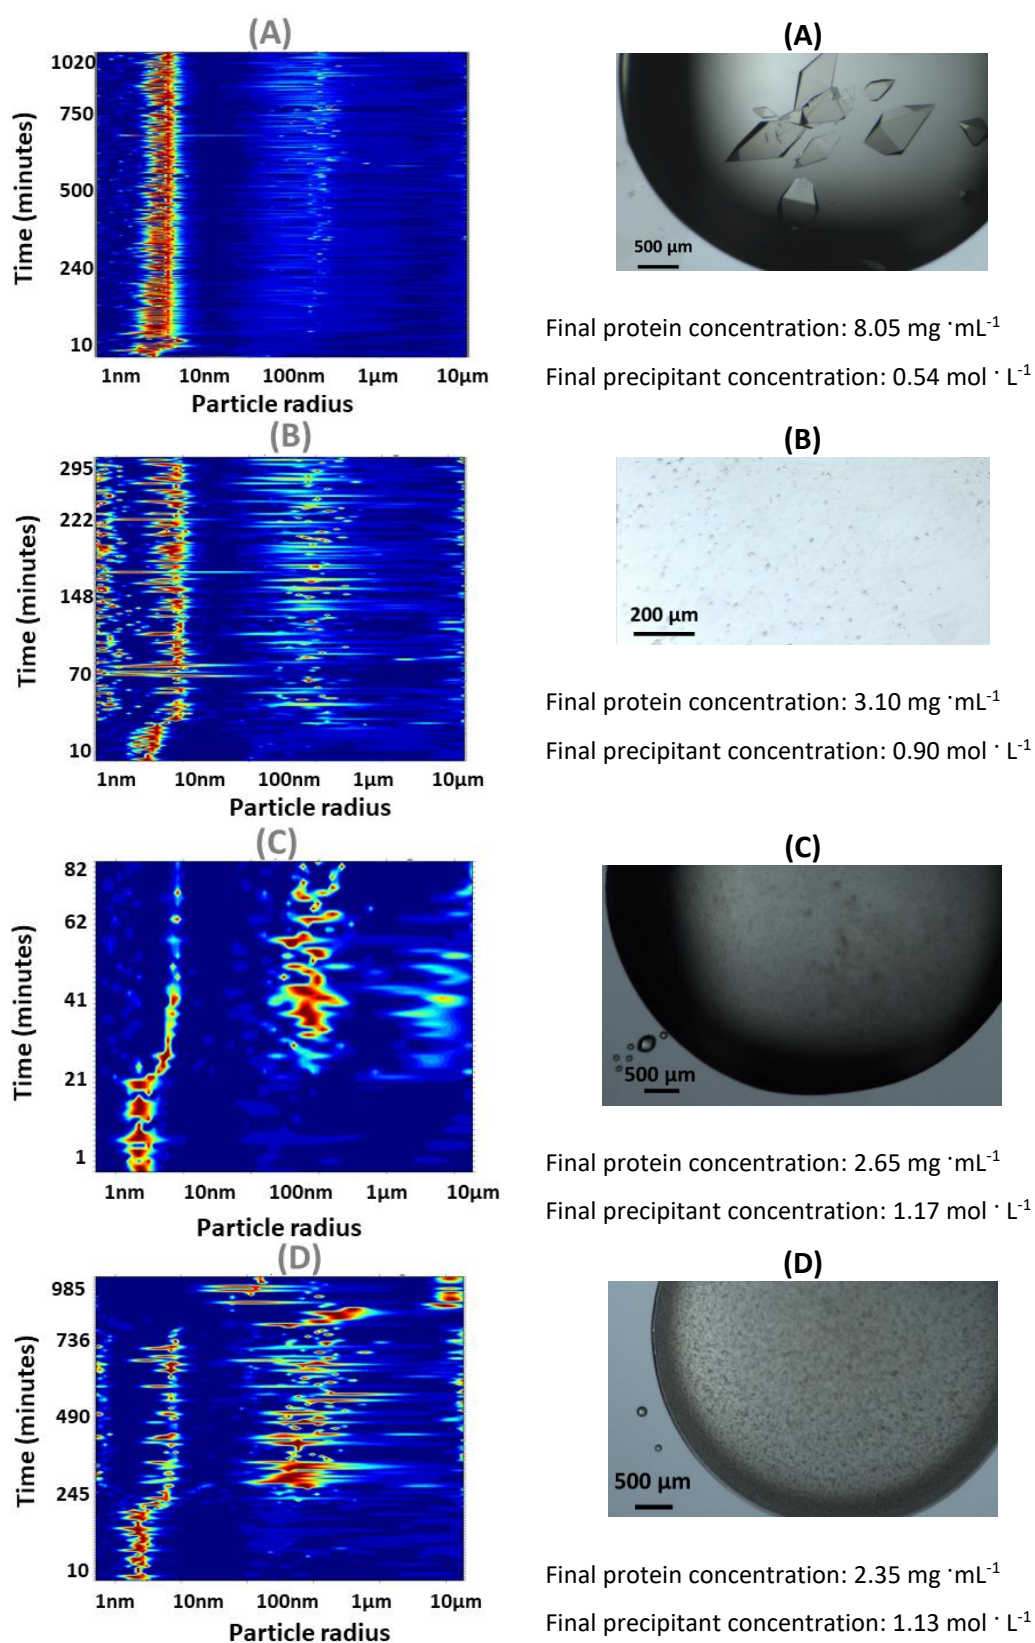 (A)
Time (minutes)
1020
750
500
240
10
1nm 10nm 100nm 1µm 10µm
Particle radius
(A)
500 µm
Final protein concentration: 8.05 mg ·mL-1
Final precipitant concentration: 0.54 mol · L-1
(B)
Time (minutes)
295
222
148
70
10
1nm 10nm 100nm 1µm 10µm
Particle radius
(B)
200 µm
Final protein concentration: 3.10 mg ·mL-1
Final precipitant concentration: 0.90 mol · L-1
(C)
Time (minutes)
82
62
41
21
1
1nm 10nm 100nm 1µm 10µm
Particle radius
(C)
500 µm
Final protein concentration: 2.65 mg ·mL-1
Final precipitant concentration: 1.17 mol · L-1
(D)
Time (minutes)
985
736
490
245
10
1nm 10nm 100nm 1µm 10µm
Particle radius
(D)
500 µm
Final protein concentration: 2.35 mg ·mL-1
Final precipitant concentration: 1.13 mol · L-1